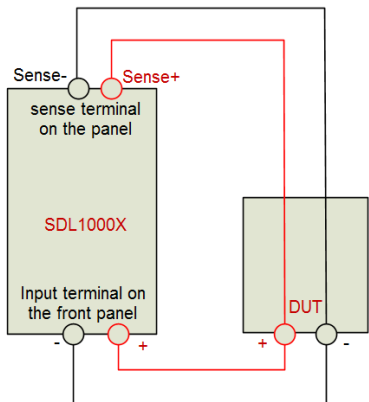 Sense-
Sense+
sense terminal
on the panel
SDL1000X
Input terminal on
the front panel
-
+
DUT
+
-